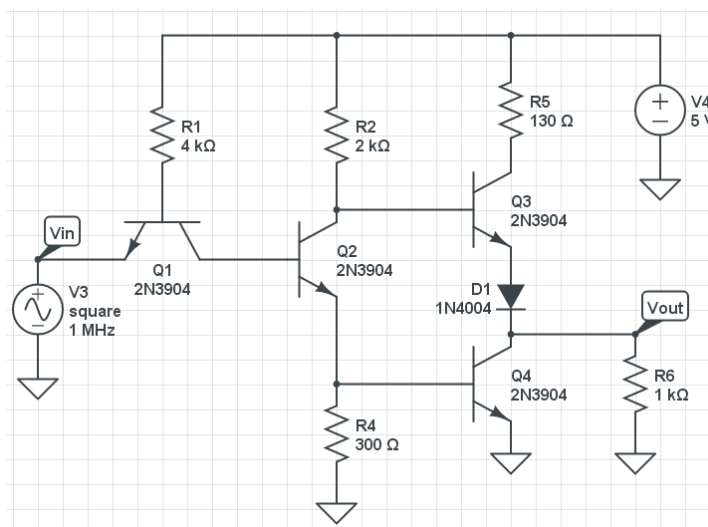 R1
4 kΩ
R2
2 kΩ
R5
130 Ω
+
−
V4
5 V
Vin
Q1
2N3904
Q2
2N3904
Q3
2N3904
V3
square
1 MHz
+
−
D1
1N4004
Vout
Q4
2N3904
R6
1 kΩ
R4
300 Ω